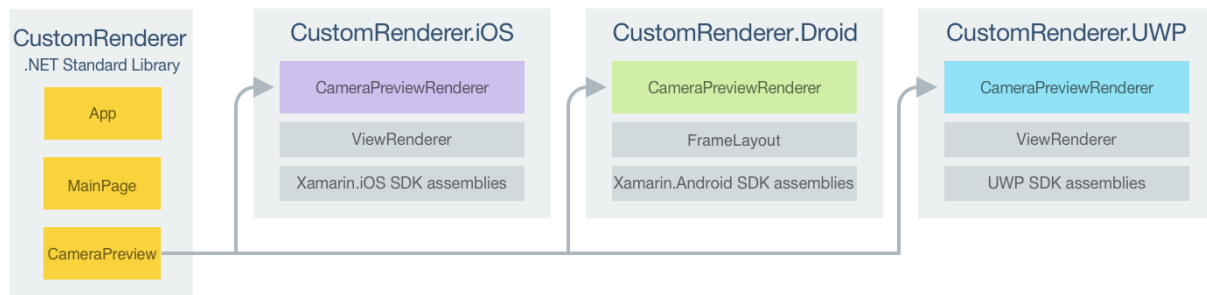 CustomRenderer
.NET Standard Library
App
MainPage
CameraPreview
CustomRenderer.iOS
CameraPreviewRenderer
ViewRenderer
Xamarin.iOS SDK assemblies
CustomRenderer.Droid
CameraPreviewRenderer
FrameLayout
Xamarin.Android SDK assemblies
CustomRenderer.UWP
CameraPreviewRenderer
ViewRenderer
UWP SDK assemblies